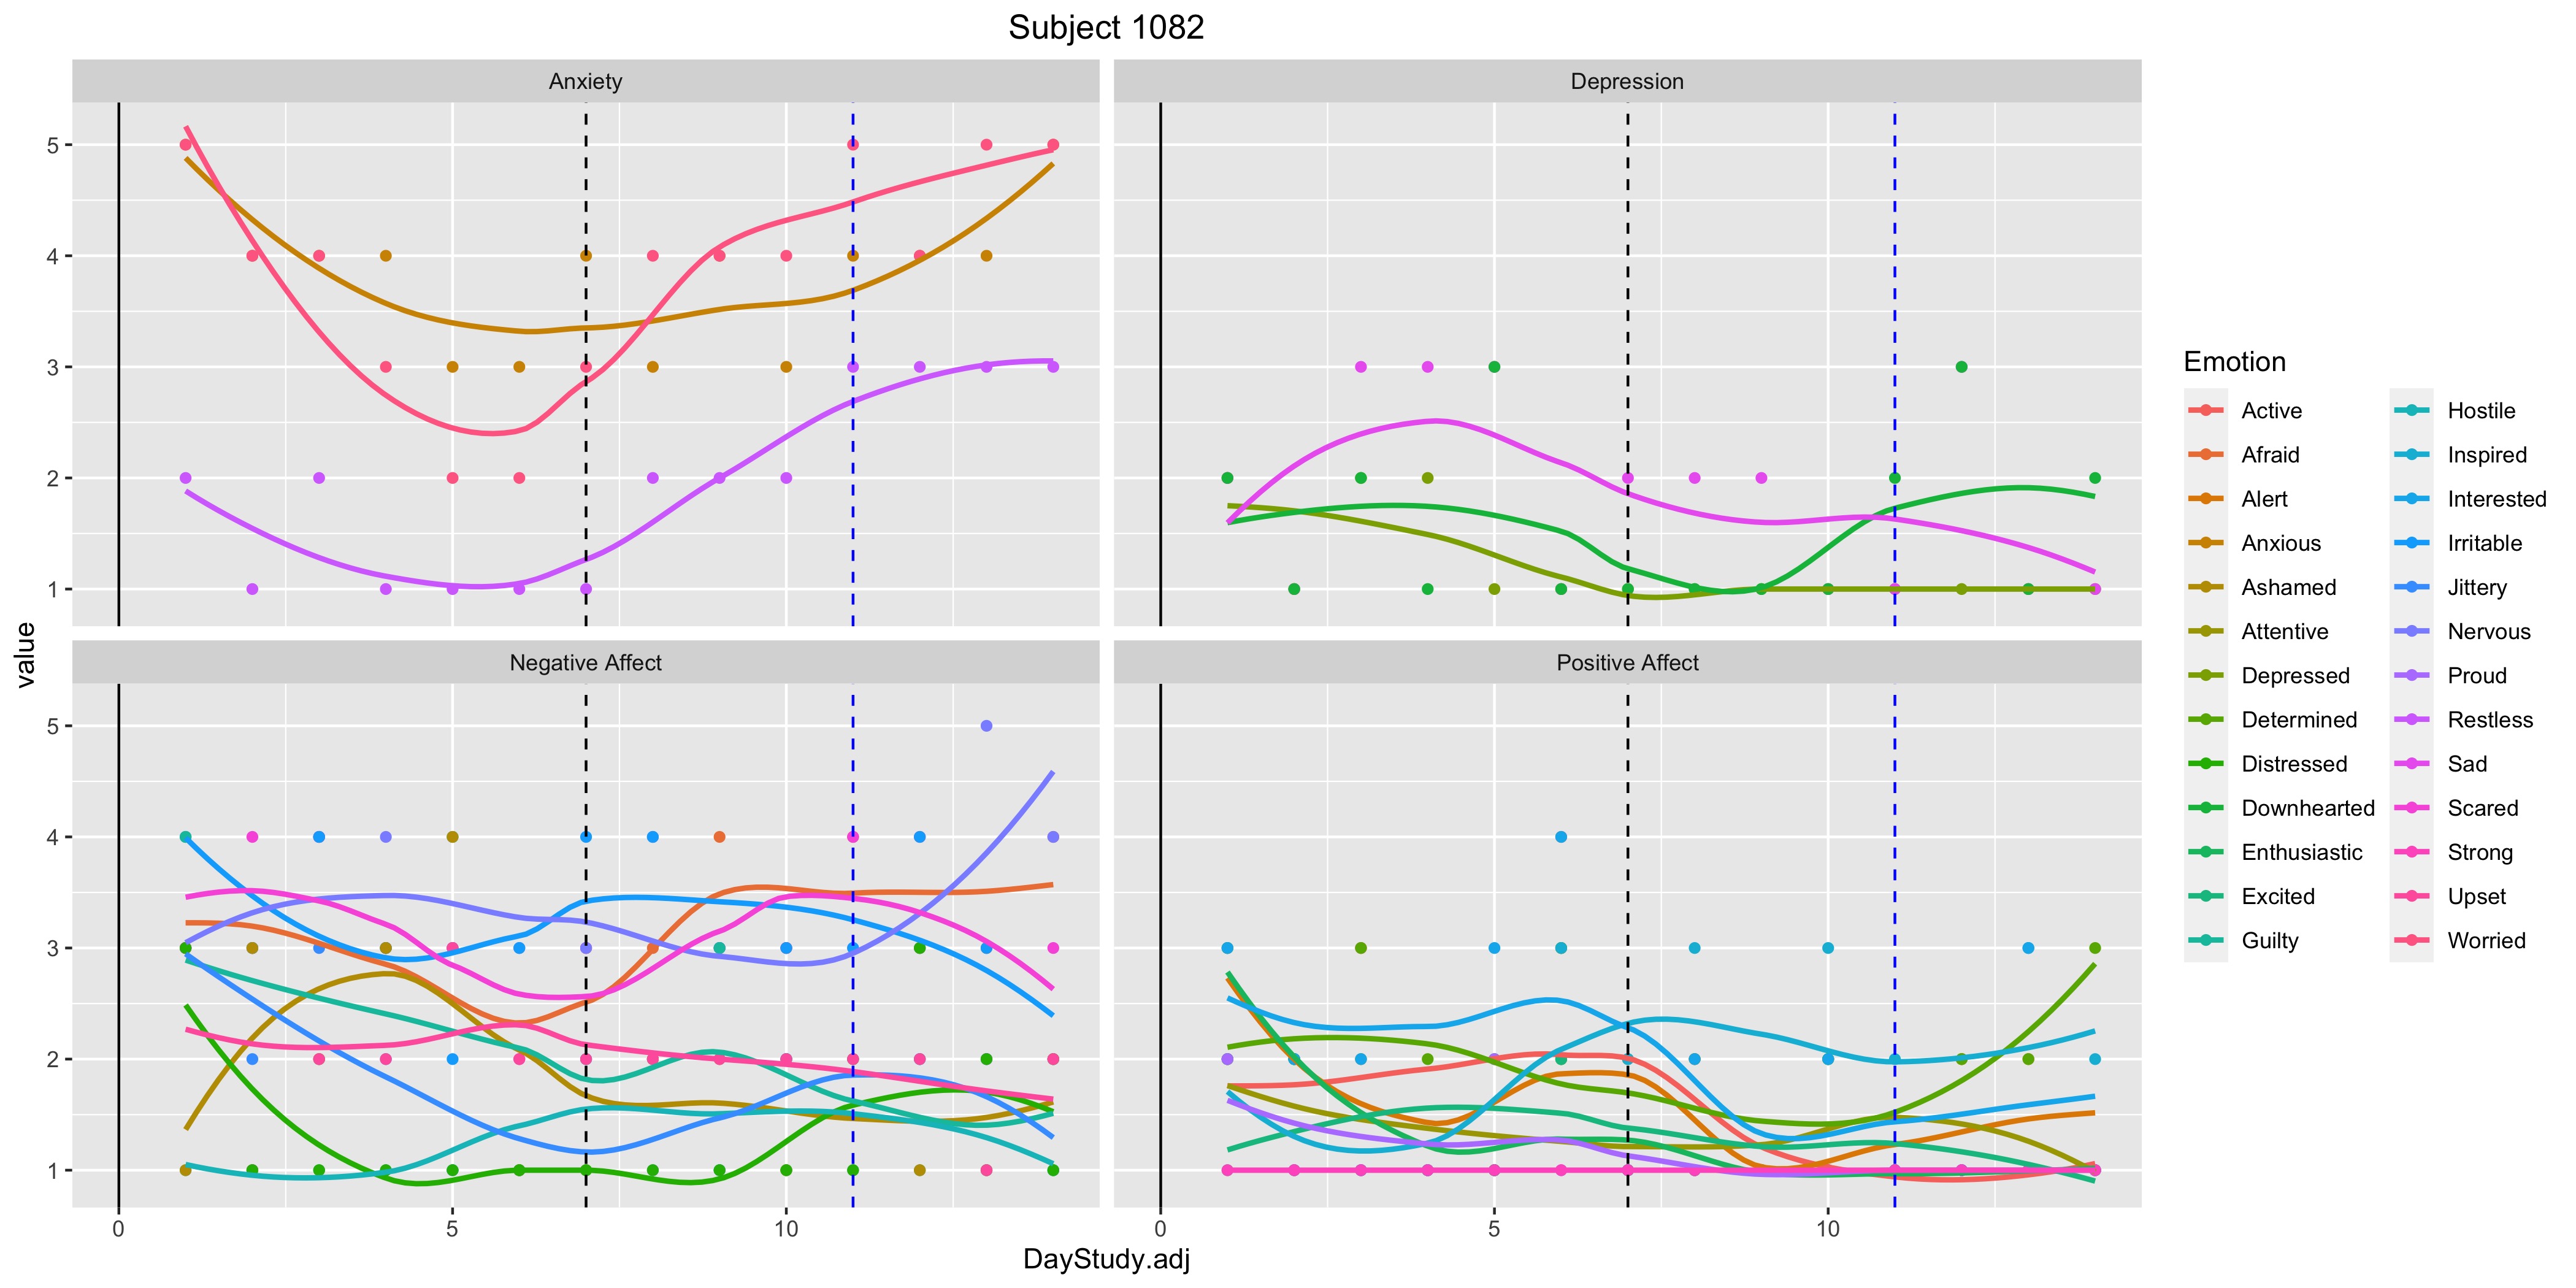 Subject 1082
Anxiety
Depression
5
4
3
2
1
value
Negative Affect
Positive Affect
5
4
3
2
1
0
5
10
0
5
10
DayStudy.adj
Emotion
Active
Afraid
Alert
Anxious
Ashamed
Attentive
Depressed
Determined
Distressed
Downhearted
Enthusiastic
Excited
Guilty
Hostile
Inspired
Interested
Irritable
Jittery
Nervous
Proud
Restless
Sad
Scared
Strong
Upset
Worried